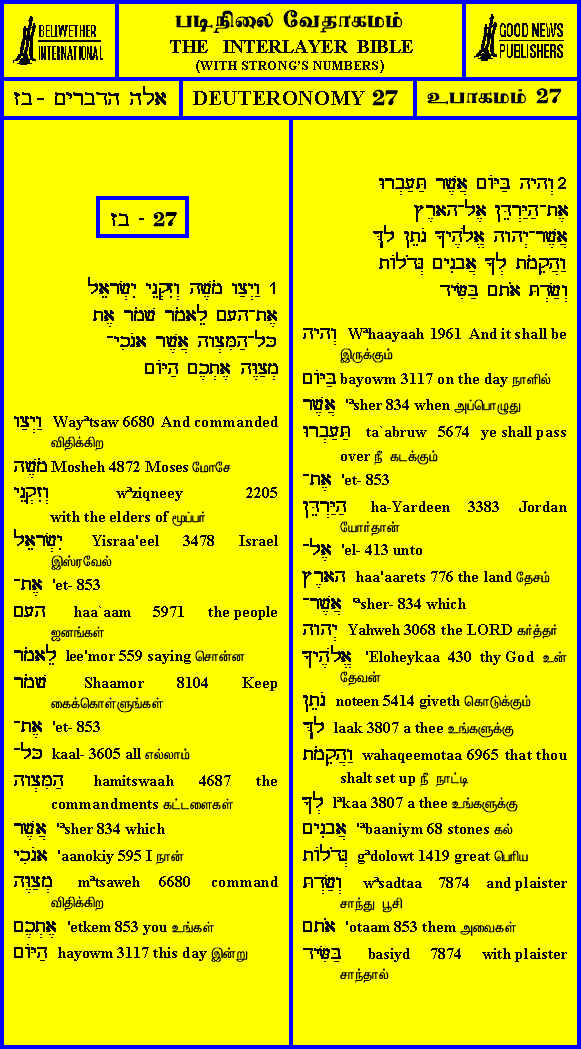 BELIWETHER
INTERNATIONAL
படிநிலை வேதாகமம்
THE INTERLAYER BIBLE
(WITH STRONG'S NUMBERS)
GOOD NEWS
PUBLISHERS
אלה הדברים - בז
DEUTERONOMY 27
உபாகமம் 27
בז - 27
1 וַיְצַו מֹשֶׁה וְזִקְנֵי יִשְׂרָאֵל
אֶת־הָעָם לֵאמֹר שָׁמֹר אֶת
כָּל־הַמִּצְוָה אֲשֶׁר אָנֹכִי־
מְצַוֶּה אֶתְכֶם הַיּוֹם
וַיְצַו Wayªtsaw 6680 And commanded
விதிக்கிற
מֹשֶׁה Mosheh 4872 Moses மோசே
וְזִקְנֵי wªziqneey 2205
with the elders of மூப்பர்
יִשְׂרָאֵל Yisraa'eel 3478 Israel
இஸ்ரவேல்
אֶת־ 'et- 853
הָעָם haa`aam 5971 the people
ஜனங்கள்
לֵאמֹר lee'mor 559 saying சொன்ன
שָׁמֹר Shaamor 8104 Keep
கைக்கொள்ளுங்கள்
אֶת־ 'et- 853
כָּל־ kaal- 3605 all எல்லாம்
הַמִּצְוָה hamitswaah 4687 the
commandments கட்டளைகள்
אֲשֶׁר 'ªsher 834 which
אָנֹכִי 'aanokiy 595 I நான்
מְצַוֶּה mªtsaweh 6680 command
விதிக்கிற
אֶתְכֶם 'etkem 853 you உங்கள்
הַיּוֹם hayowm 3117 this day இன்று
2 וְהָיָה בַּיּוֹם אֲשֶׁר תַּעַבְרוּ
אֶת־הַיַּרְדֵּן אֶל־הָאָרֶץ
אֲשֶׁר־יְהוָה אֱלֹהֶיךָ נֹתֵן לָךְ
וַהֲקֵמֹתָ לְךָ אֲבָנִים גְּדֹלוֹת
וְשַׂדְתָּ אֹתָם בַּשִּׂיד
וְהָיָה Wªhaayaah 1961 And it shall be
இருக்கும்
בַּיּוֹם bayowm 3117 on the day நாளில்
אֲשֶׁר 'ªsher 834 when அப்பொழுது
תַּעַבְרוּ ta`abruw 5674 ye shall pass
over நீ கடக்கும்
אֶת־ 'et- 853
הַיַּרְדֵּן ha-Yardeen 3383 Jordan
யோர்தான்
אֶל־ 'el- 413 unto
הָאָרֶץ haa'aarets 776 the land தேசம்
אֲשֶׁר־ ªsher- 834 which
יְהוָה Yahweh 3068 the LORD கர்த்தர்
אֱלֹהֶיךָ 'Eloheykaa 430 thy God உன்
தேவன்
נֹתֵן noteen 5414 giveth கொடுக்கும்
לָךְ laak 3807 a thee உங்களுக்கு
וַהֲקֵמֹתָ wahaqeemotaa 6965 that thou
shalt set up நீ நாட்டி
לְךָ lªkaa 3807 a thee உங்களுக்கு
אֲבָנִים 'ªbaaniym 68 stones கல்
גְּדֹלוֹת gªdolowt 1419 great பெரிய
וְשַׂדְתָּ wªsadtaa 7874 and plaister
சாந்து பூசி
אֹתָם 'otaam 853 them அவைகள்
בַּשִּׂיד basiyd 7874 with plaister
சாந்தால்